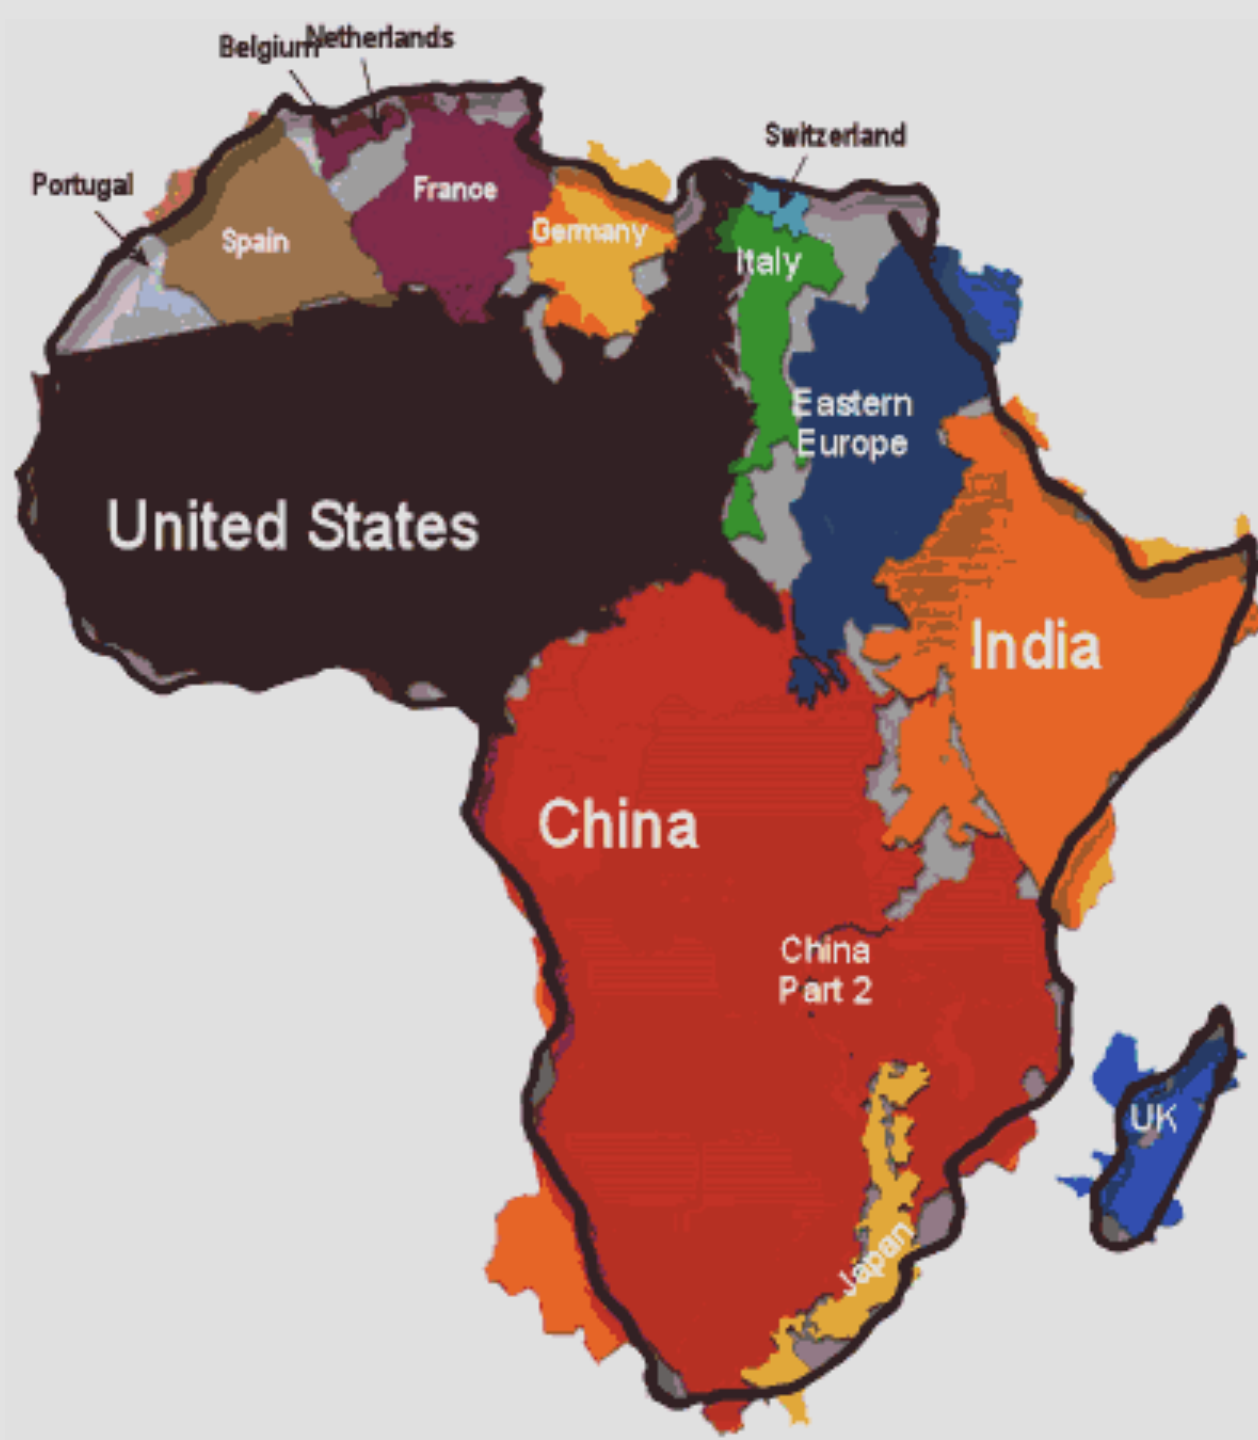 Netherlands
Belgium
Switzerland
Portugal
France
Spain
Germany
Italy
Eastern
Europe
United States
India
China
China
Part 2
UK
Japan